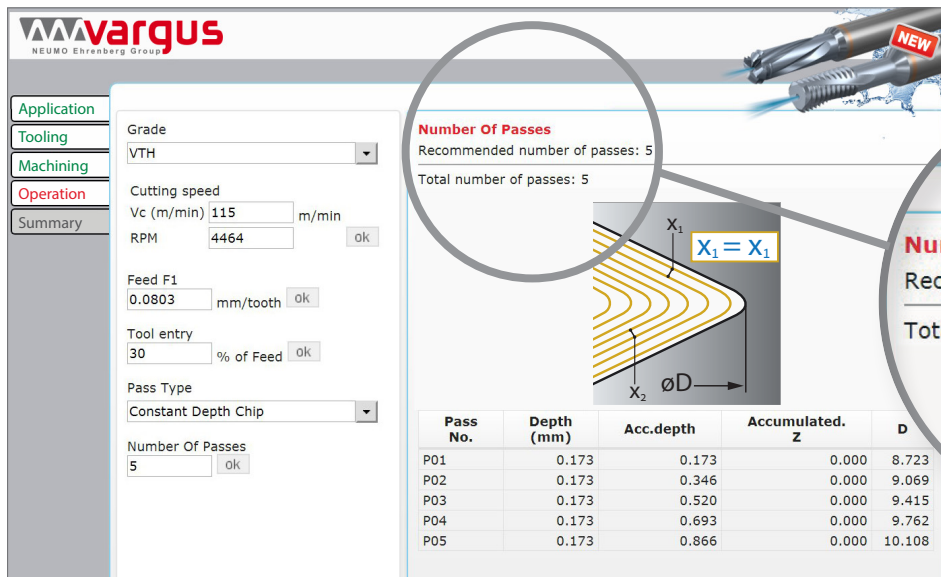 vargus
NEUMO Ehrenberg Group
NEW
Application
Tooling
Machining
Operation
Summary
Grade
VTH
Cutting speed
Vc (m/min) 115 m/min
RPM 4464 ok
Feed F1
0.0803 mm/tooth ok
Tool entry
30 % of Feed ok
Pass Type
Constant Depth Chip
Number Of Passes
5 ok
Number Of Passes
Recommended number of passes: 5
Total number of passes: 5
X1
X1 = X1
X2
øD
Pass No. Depth (mm) Acc.depth Accumulated. Z D
P01 0.173 0.173 0.000 8.723
P02 0.173 0.346 0.000 9.069
P03 0.173 0.520 0.000 9.415
P04 0.173 0.693 0.000 9.762
P05 0.173 0.866 0.000 10.108
Nu
Rec
Tot